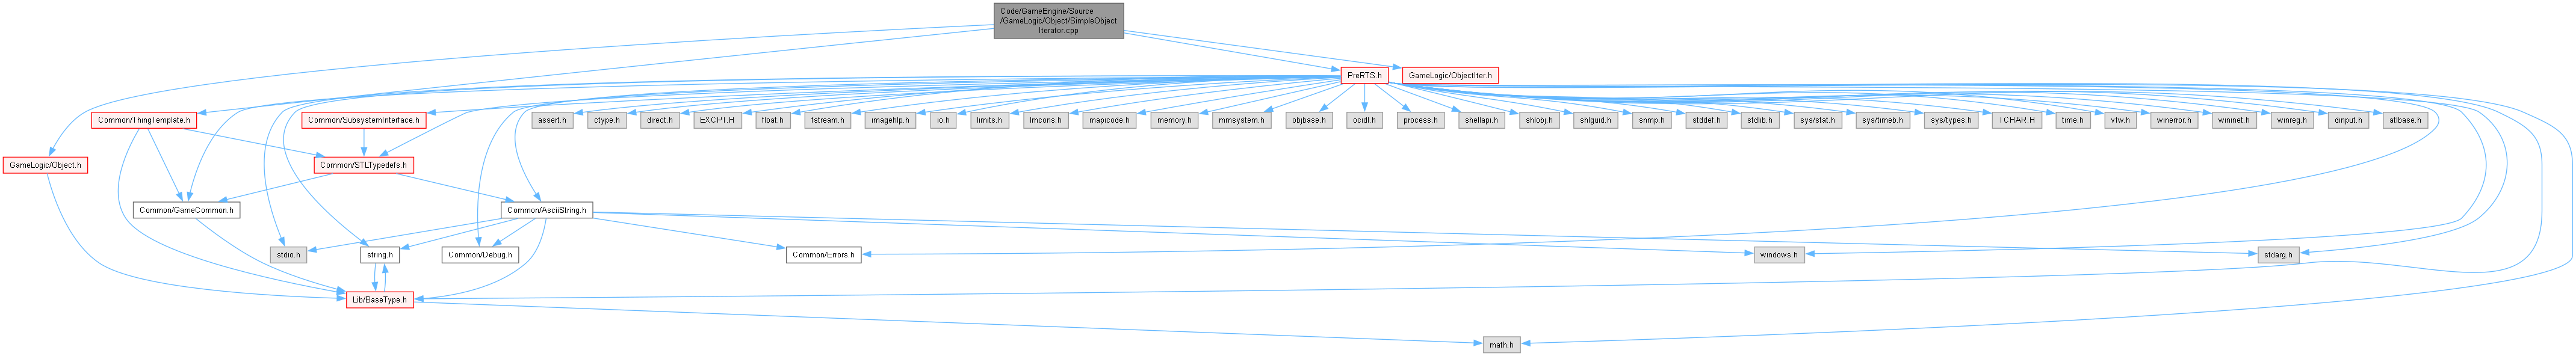 Code/GameEngine/Source
/GameLogic/Object/SimpleObject
Iterator.cpp
PreRTS.h
GameLogic/ObjectIter.h
Common/ThingTemplate.h
Common/SubsystemInterface.h
assert.h
ctype.h
direct.h
EXCPT.H
float.h
fstream.h
imagehlp.h
io.h
limits.h
lmcons.h
mapicode.h
memory.h
mmsystem.h
objbase.h
ocidl.h
process.h
shellapi.h
shlobj.h
shlguid.h
snmp.h
stddef.h
stdlib.h
sys/stat.h
sys/timeb.h
sys/types.h
TCHAR.H
time.h
vfw.h
winerror.h
wininet.h
winreg.h
dinput.h
atlbase.h
GameLogic/Object.h
Common/STLTypedefs.h
Common/GameCommon.h
Common/AsciiString.h
stdio.h
string.h
Common/Debug.h
Common/Errors.h
windows.h
stdarg.h
Lib/BaseType.h
math.h